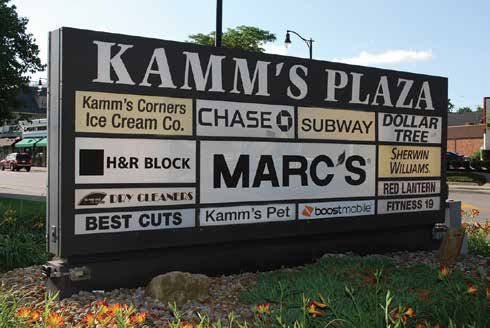 KAMM'S PLAZA
Kamm's Corners
Ice Cream Co.
CHASE
SUBWAY
DOLLAR
TREE
H&R BLOCK
MARC'S
SHERWIN
WILLIAMS.
DRY CLEANERS
RED LANTERN
BEST CUTS
Kamm's Pet
boostmobile
FITNESS 19